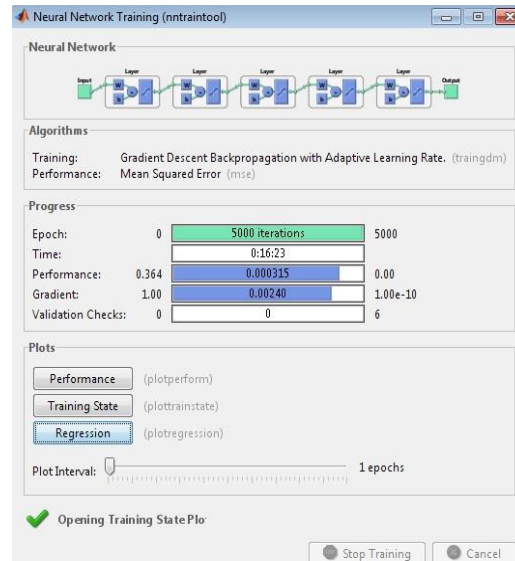 Neural Network Training (nntraintool)
Neural Network
Layer Layer Layer Layer Layer
Input W b W b W b W b W b Output
Algorithms
Training: Gradient Descent Backpropagation with Adaptive Learning Rate. (traingdm)
Performance: Mean Squared Error (mse)
Progress
Epoch: 0 5000 iterations 5000
Time: 0:16:23
Performance: 0.364 0.000315 0.00
Gradient: 1.00 0.00240 1.00e-10
Validation Checks: 0 0 6
Plots
Performance (plotperform)
Training State (plottrainstate)
Regression (plotregression)
Plot Interval: 1 epochs
Opening Training State Plo
Stop Training Cancel